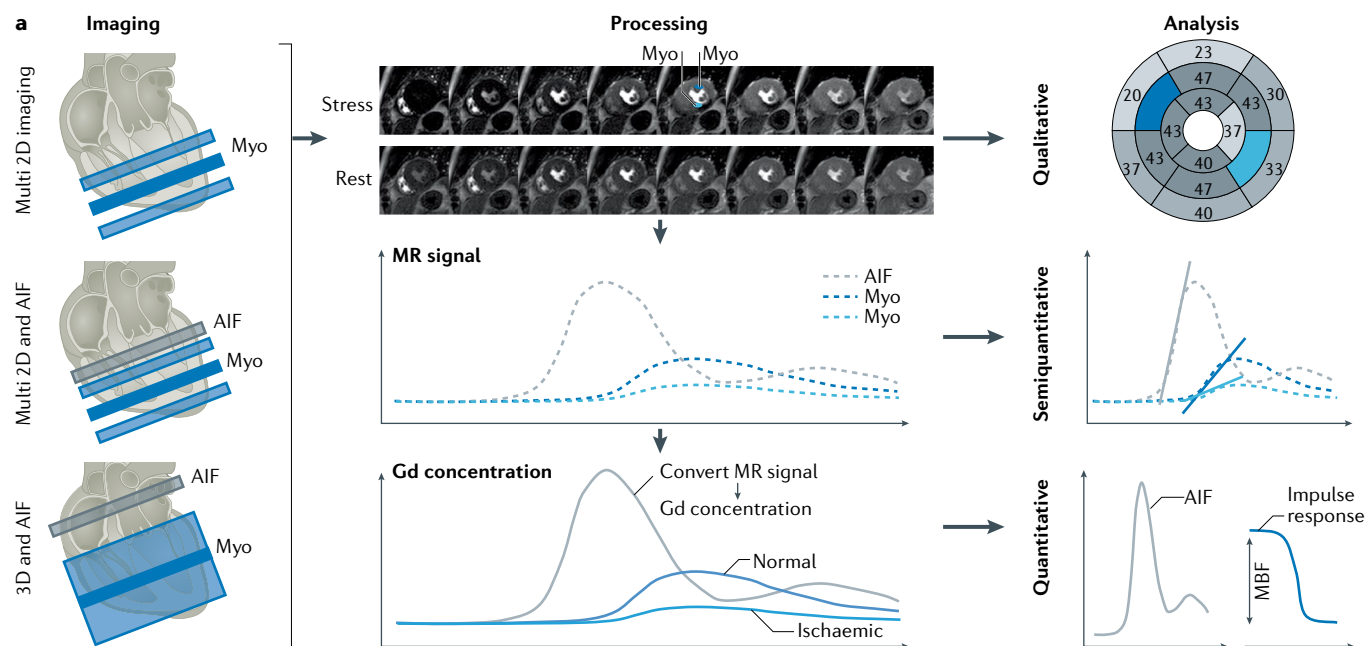 a
Imaging
Processing
Analysis
Multi 2D imaging
Myo
Multi 2D and AIF
AIF
Myo
3D and AIF
AIF
Myo
Myo
Myo
Stress
Rest
MR signal
AIF
Myo
Myo
Gd concentration
Convert MR signal
Gd concentration
Normal
Ischaemic
Qualitative
23
47
20
43
43
30
43
37
37
43
40
33
47
40
Semiquantitative
Quantitative
AIF
Impulse
response
MBF